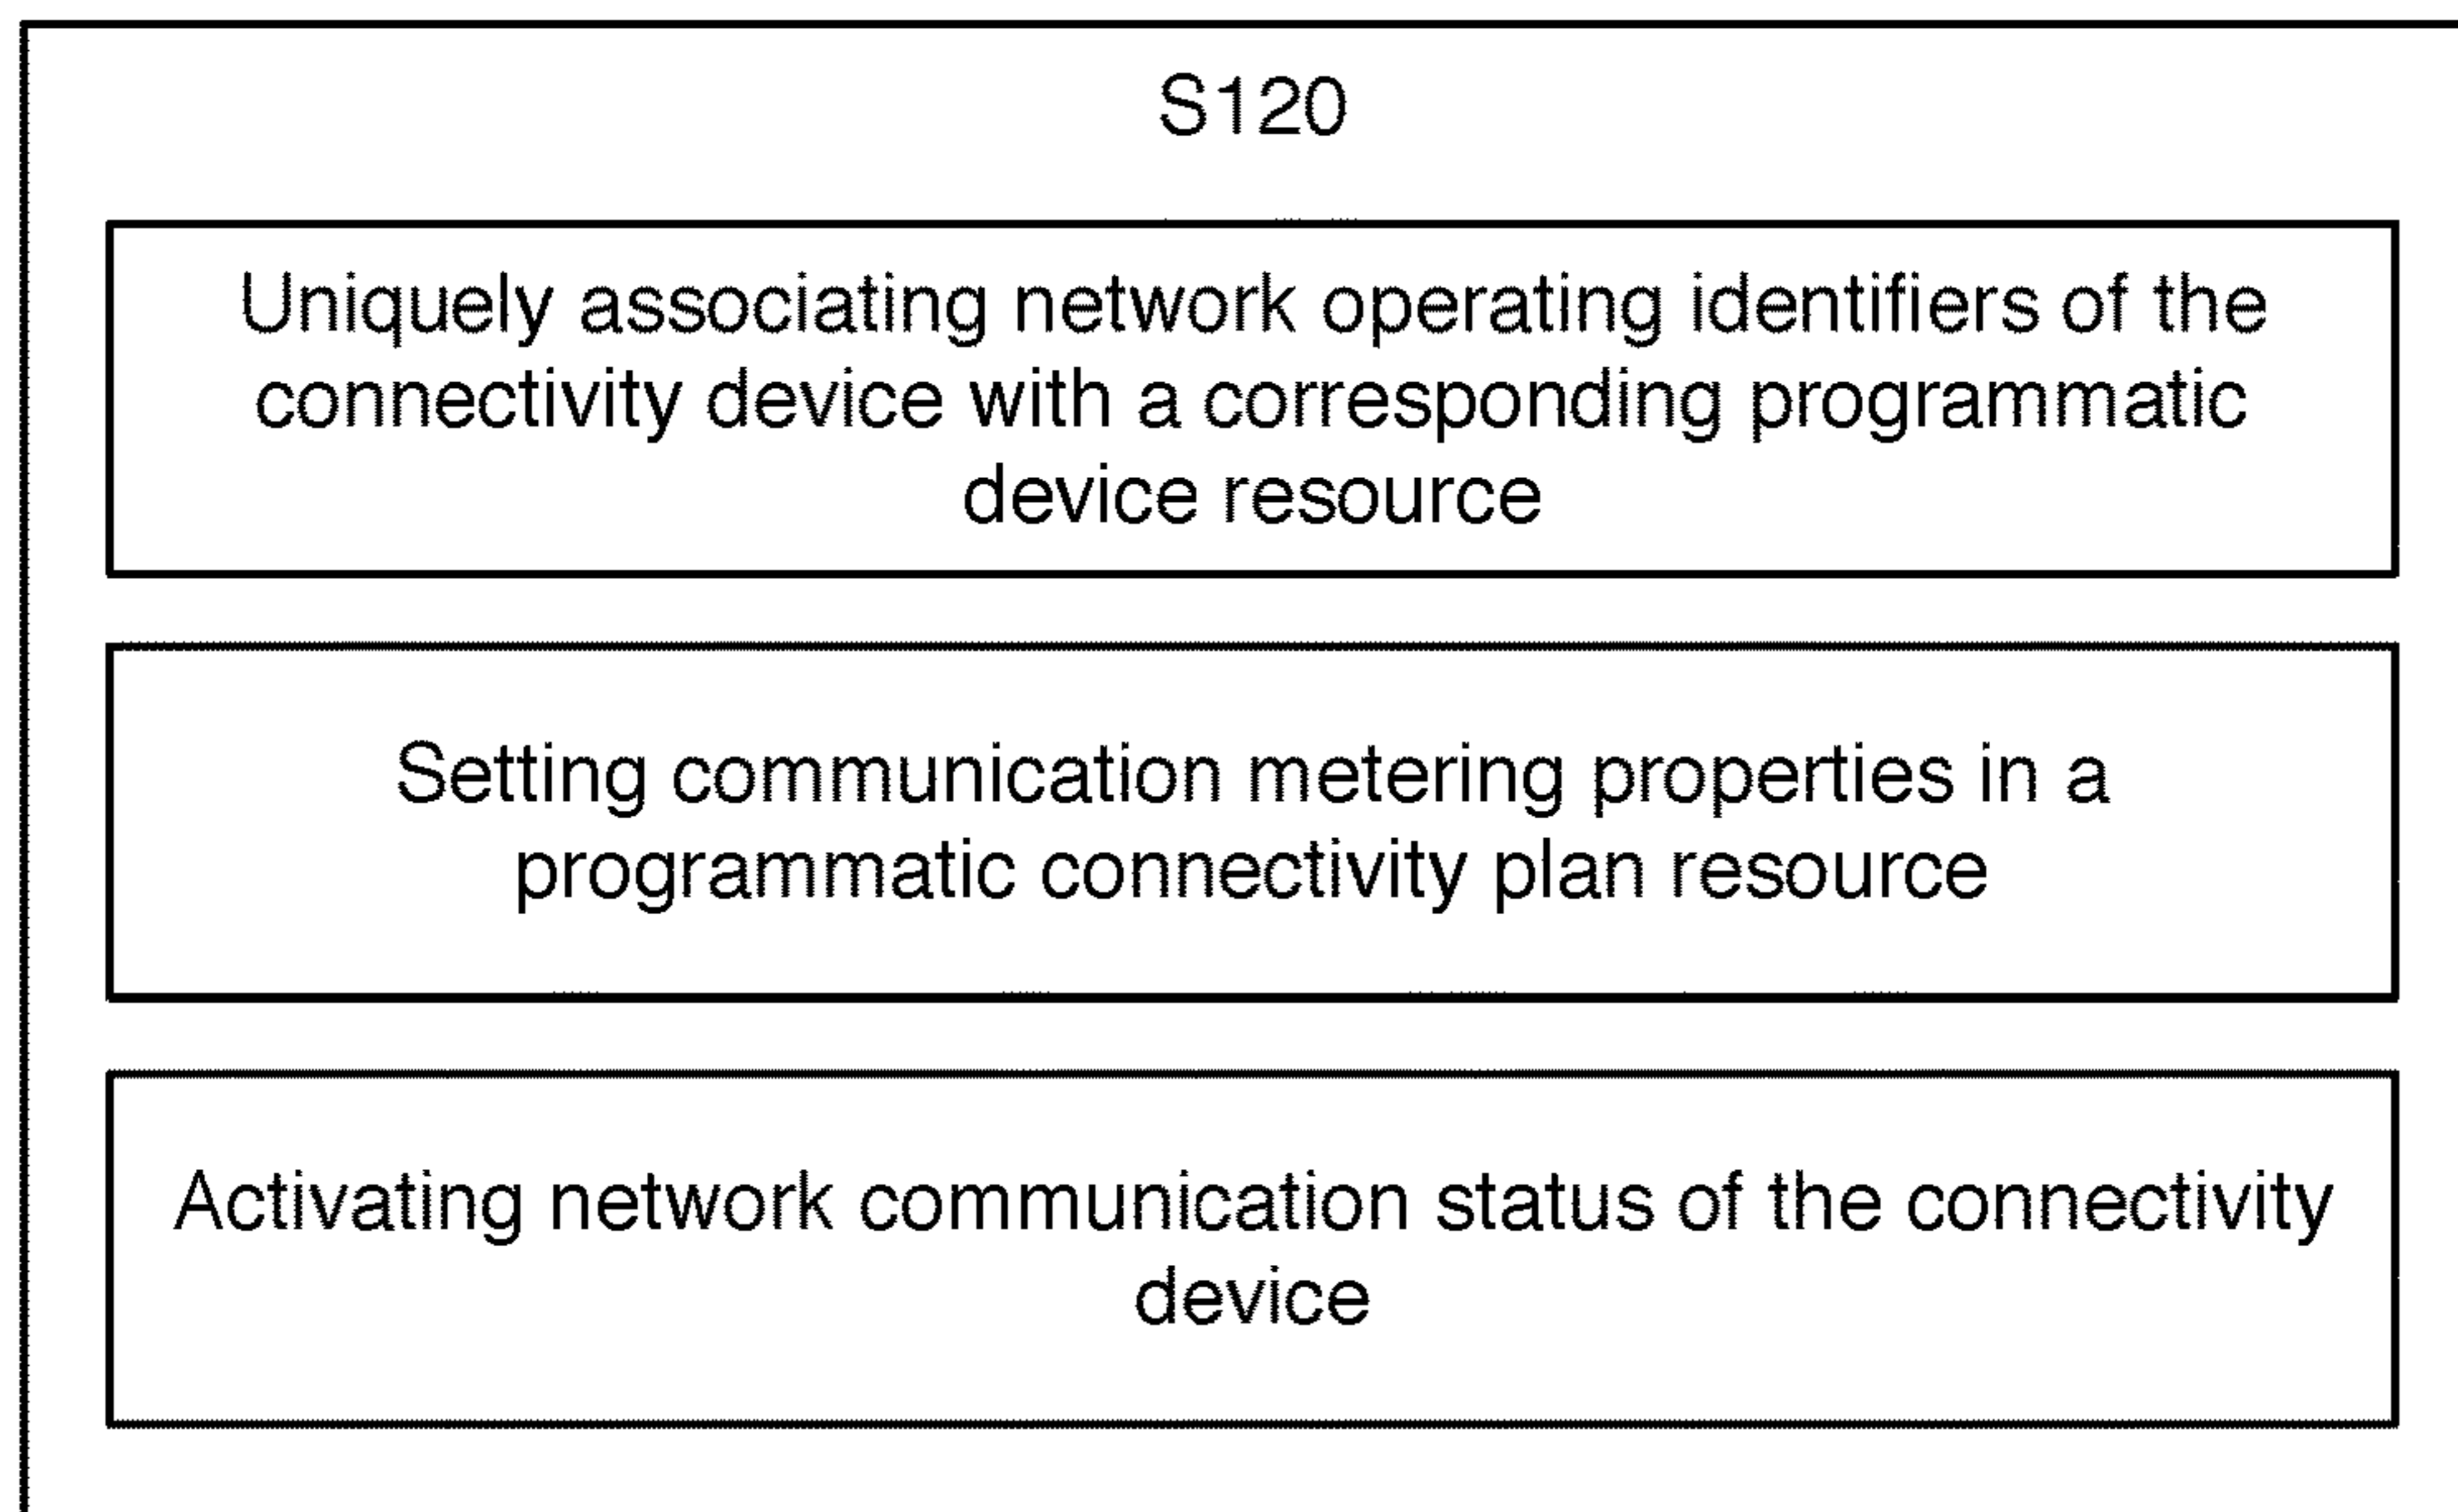 S120
Uniquely associating network operating identifiers of the
connectivity device with a corresponding programmatic
device resource
Setting communication metering properties in a
programmatic connectivity plan resource
Activating network communication status of the connectivity
device